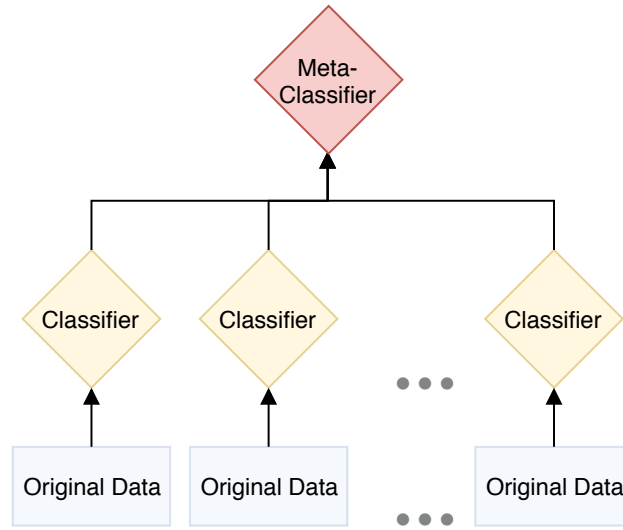 Meta-
Classifier
Classifier
Classifier
Classifier
Original Data
Original Data
Original Data